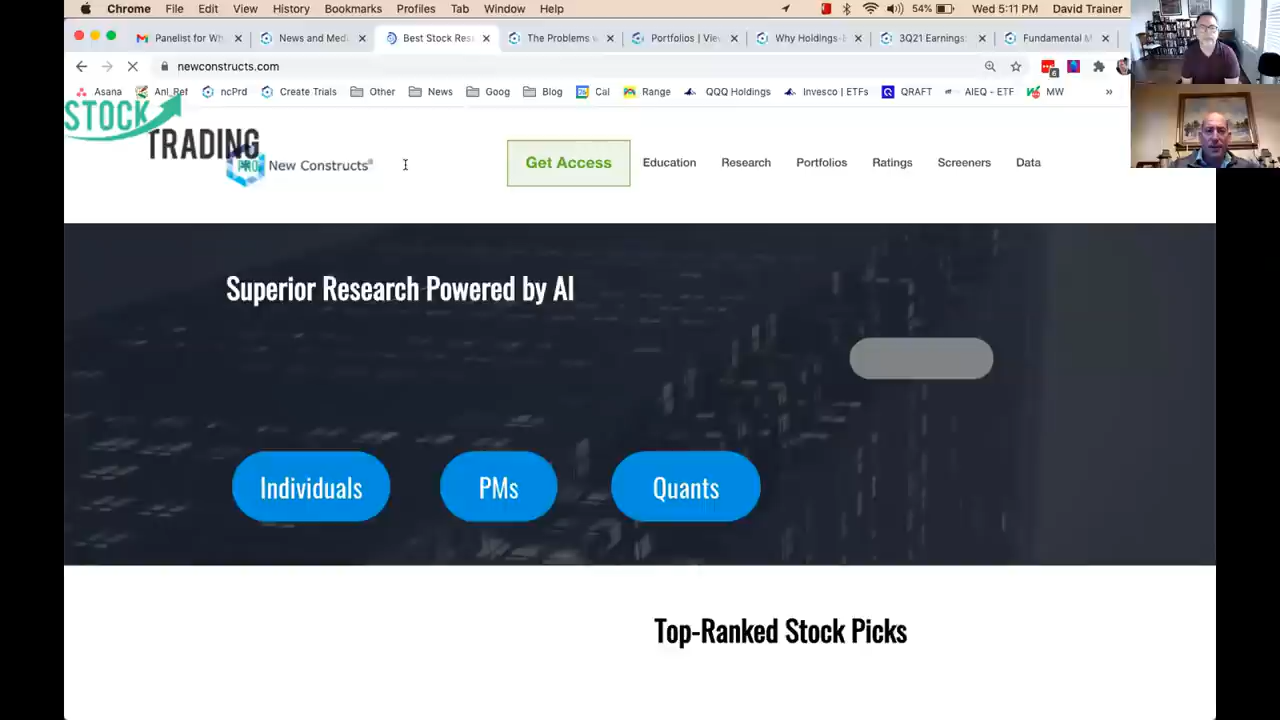 Chrome File Edit View History Bookmarks Profiles Tab Window Help 54% Wed 5:11 PM David Trainer
Panelist for Wh News and Med Best Stock The Problems w Portfolios | Vie Why Holdings 3Q21 Earnings: Fundamental
newconstructs.com 6
Asana Ani_Ref ncPrd Create Trials Other News Goog Blog Cal Range QQQ Holdings Invesco | ETFs QRAFT AIEQ - ETF MW »
STOCK
TRADING
PRO
New Constructs®
Get Access Education Research Portfolios Ratings Screeners Data
Superior Research Powered by AI
Individuals PMs Quants
Top-Ranked Stock Picks